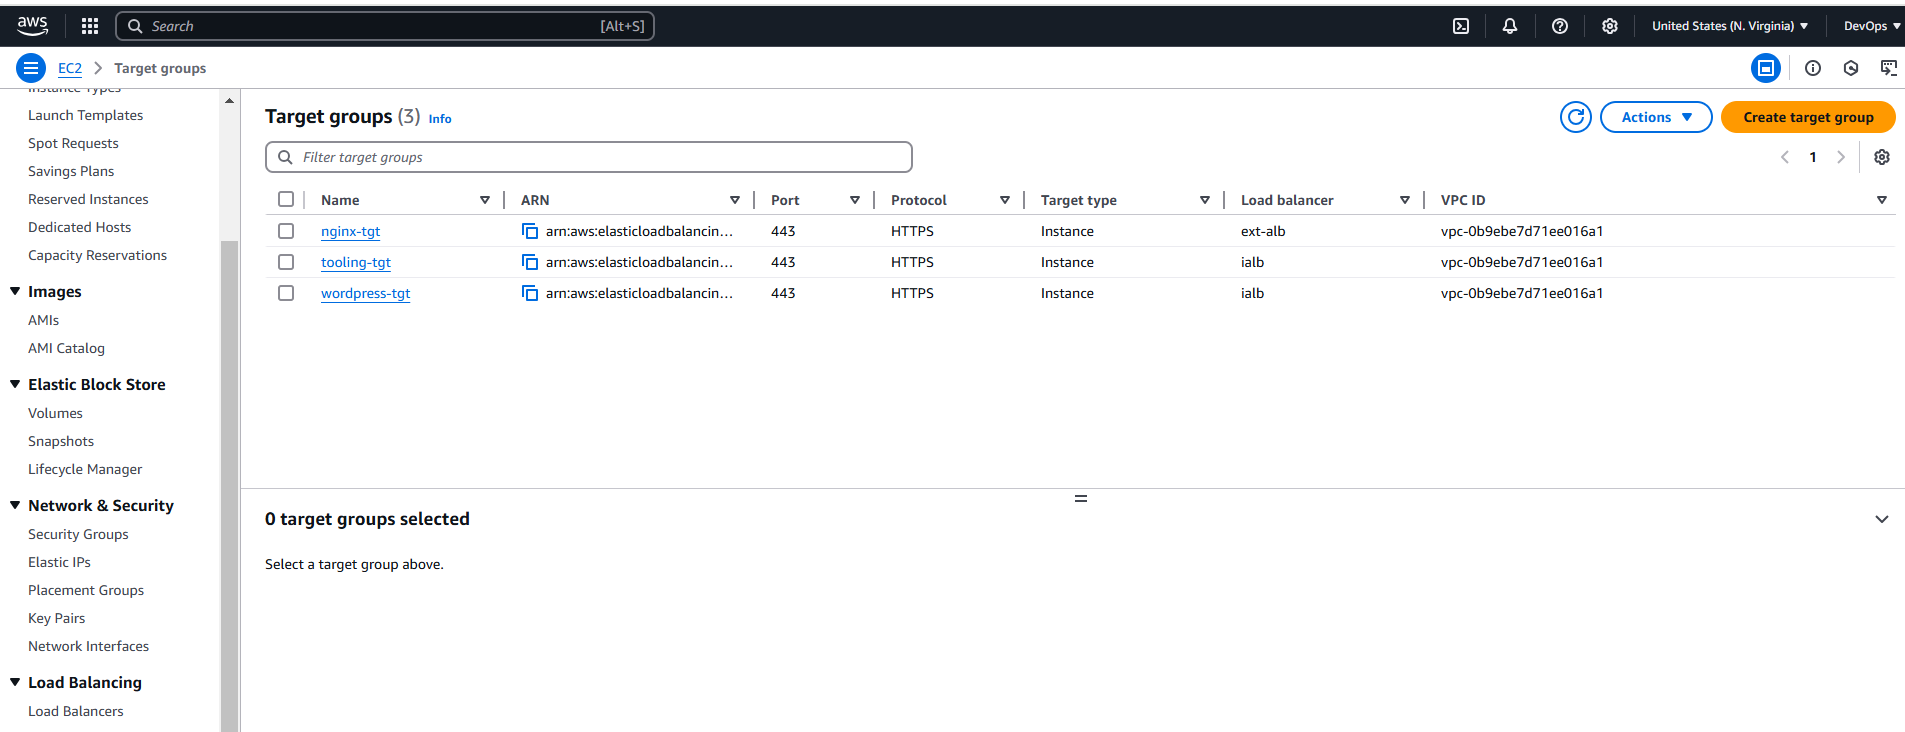 aws
Search [Alt+S]
United States (N. Virginia)
DevOps
EC2 > Target groups
Instance Types
Launch Templates
Spot Requests
Savings Plans
Reserved Instances
Dedicated Hosts
Capacity Reservations
Images
AMIs
AMI Catalog
Elastic Block Store
Volumes
Snapshots
Lifecycle Manager
Network & Security
Security Groups
Elastic IPs
Placement Groups
Key Pairs
Network Interfaces
Load Balancing
Load Balancers
Target groups (3) Info
Actions
Create target group
Filter target groups
1
Name ARN Port Protocol Target type Load balancer VPC ID
nginx-tgt arn:aws:elasticloadbalancin... 443 HTTPS Instance ext-alb vpc-0b9ebe7d71ee016a1
tooling-tgt arn:aws:elasticloadbalancin... 443 HTTPS Instance ialb vpc-0b9ebe7d71ee016a1
wordpress-tgt arn:aws:elasticloadbalancin... 443 HTTPS Instance ialb vpc-0b9ebe7d71ee016a1
0 target groups selected
Select a target group above.